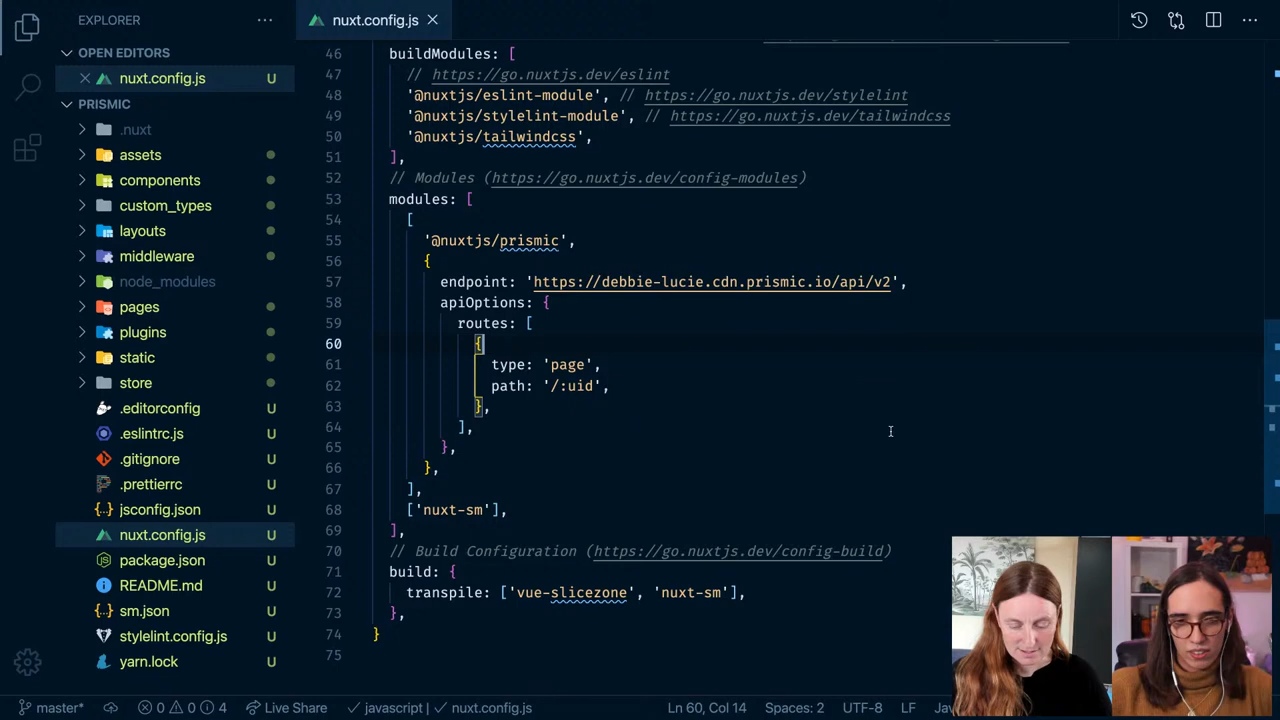 EXPLORER
nuxt.config.js
OPEN EDITORS
nuxt.config.js U
PRISMIC
.nuxt
assets
components
custom_types
layouts
middleware
node_modules
pages
plugins
static
store
.editorconfig U
.eslintrc.js U
.gitignore U
.prettierrc U
jsconfig.json U
nuxt.config.js U
package.json U
README.md U
sm.json U
stylelint.config.js U
yarn.lock U
46 buildModules: [
47 // https://go.nuxtjs.dev/eslint
48 '@nuxtjs/eslint-module', // https://go.nuxtjs.dev/stylelint
49 '@nuxtjs/stylelint-module', // https://go.nuxtjs.dev/tailwindcss
50 '@nuxtjs/tailwindcss',
51 ],
52 // Modules (https://go.nuxtjs.dev/config-modules)
53 modules: [
54 [
55 '@nuxtjs/prismic',
56 {
57 endpoint: 'https://debbie-lucie.cdn.prismic.io/api/v2',
58 apiOptions: {
59 routes: [
60 {
61 type: 'page',
62 path: '/:uid',
63 },
64 ],
65 },
66 },
67 ],
68 ['nuxt-sm'],
69 ],
70 // Build Configuration (https://go.nuxtjs.dev/config-build)
71 build: {
72 transpile: ['vue-slicezone', 'nuxt-sm'],
73 },
74 }
75
master* 0 0 4 Live Share javascript | nuxt.config.js Ln 60, Col 14 Spaces: 2 UTF-8 LF